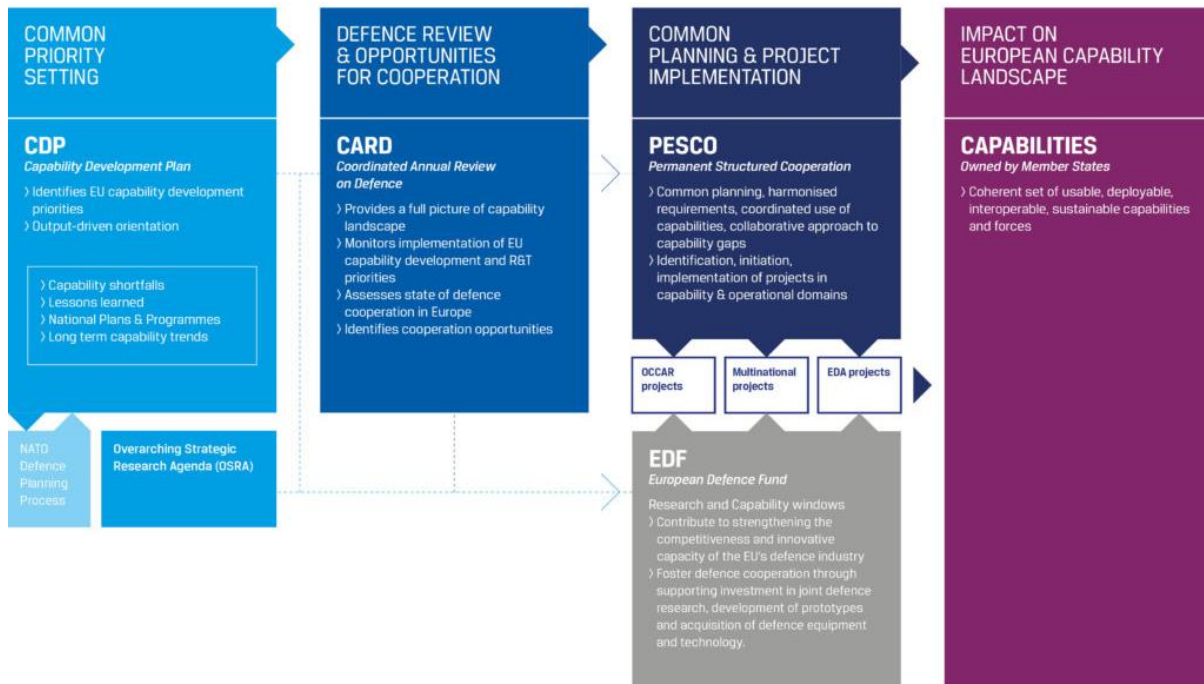 COMMON
PRIORITY
SETTING
CDP
Capability Development Plan
〉Identifies EU capability development
priorities
〉Output-driven orientation
〉Capability shortfalls
〉Lessons learned
〉National Plans & Programmes
〉Long term capability trends
NATO
Defence
Planning
Process
Overarching Strategic
Research Agenda (OSRA)
DEFENCE REVIEW
& OPPORTUNITIES
FOR COOPERATION
CARD
Coordinated Annual Review
on Defence
〉Provides a full picture of capability
landscape
〉Monitors implementation of EU
capability development and R&T
priorities
〉Assesses state of defence
cooperation in Europe
〉Identifies cooperation opportunities
COMMON
PLANNING & PROJECT
IMPLEMENTATION
PESCO
Permanent Structured Cooperation
〉Common planning, harmonised
requirements, coordinated use of
capabilities, collaborative approach to
capability gaps
〉Identification, initiation,
implementation of projects in
capability & operational domains
OCCAR
projects
Multinational
projects
EDA projects
EDF
European Defence Fund
Research and Capability windows
〉Contribute to strengthening the
competitiveness and innovative
capacity of the EU's defence industry
〉Foster defence cooperation through
supporting investment in joint defence
research, development of prototypes
and acquisition of defence equipment
and technology.
IMPACT ON
EUROPEAN CAPABILITY
LANDSCAPE
CAPABILITIES
Owned by Member States
〉Coherent set of usable, deployable,
interoperable, sustainable capabilities
and forces